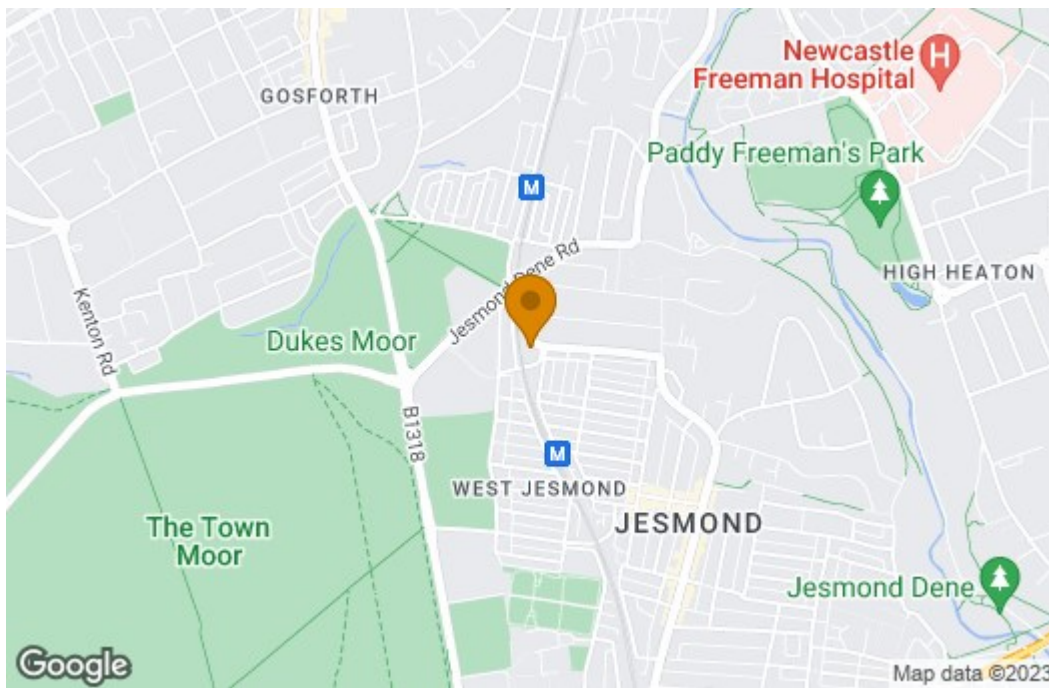 Newcastle
Freeman Hospital
H
GOSFORTH
Paddy Freeman's Park
M
HIGH HEATON
Kenton Rd
Jesmond Dene Rd
Dukes Moor
B1318
M
WEST JESMOND
JESMOND
The Town
Moor
Jesmond Dene
Google
Map data ©2023